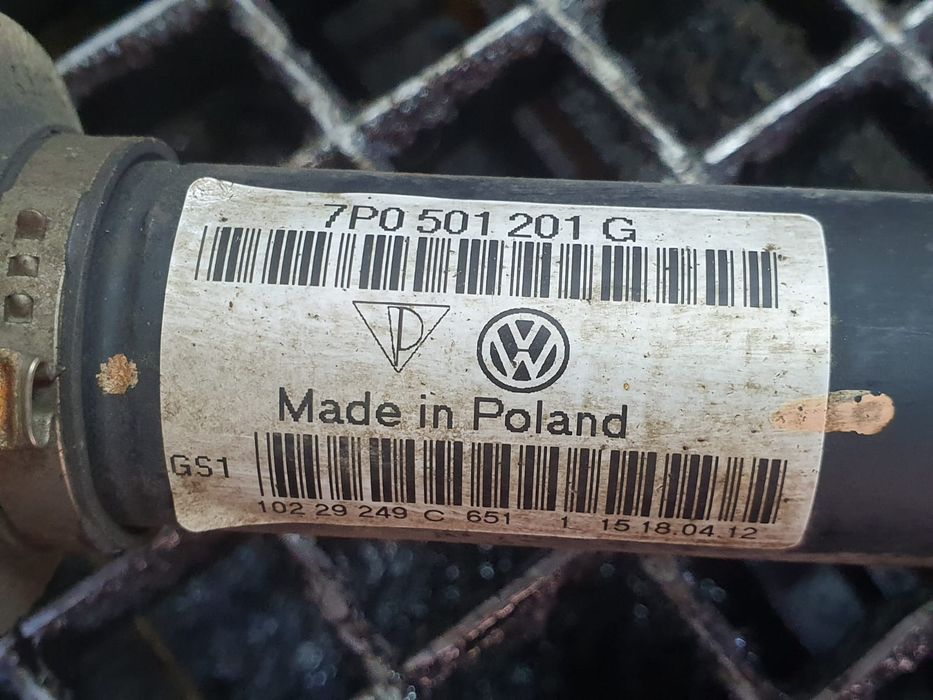 7P0 501 201 G
Made in Poland
GS1
102 29 249 C 651 1 15 18.04.12